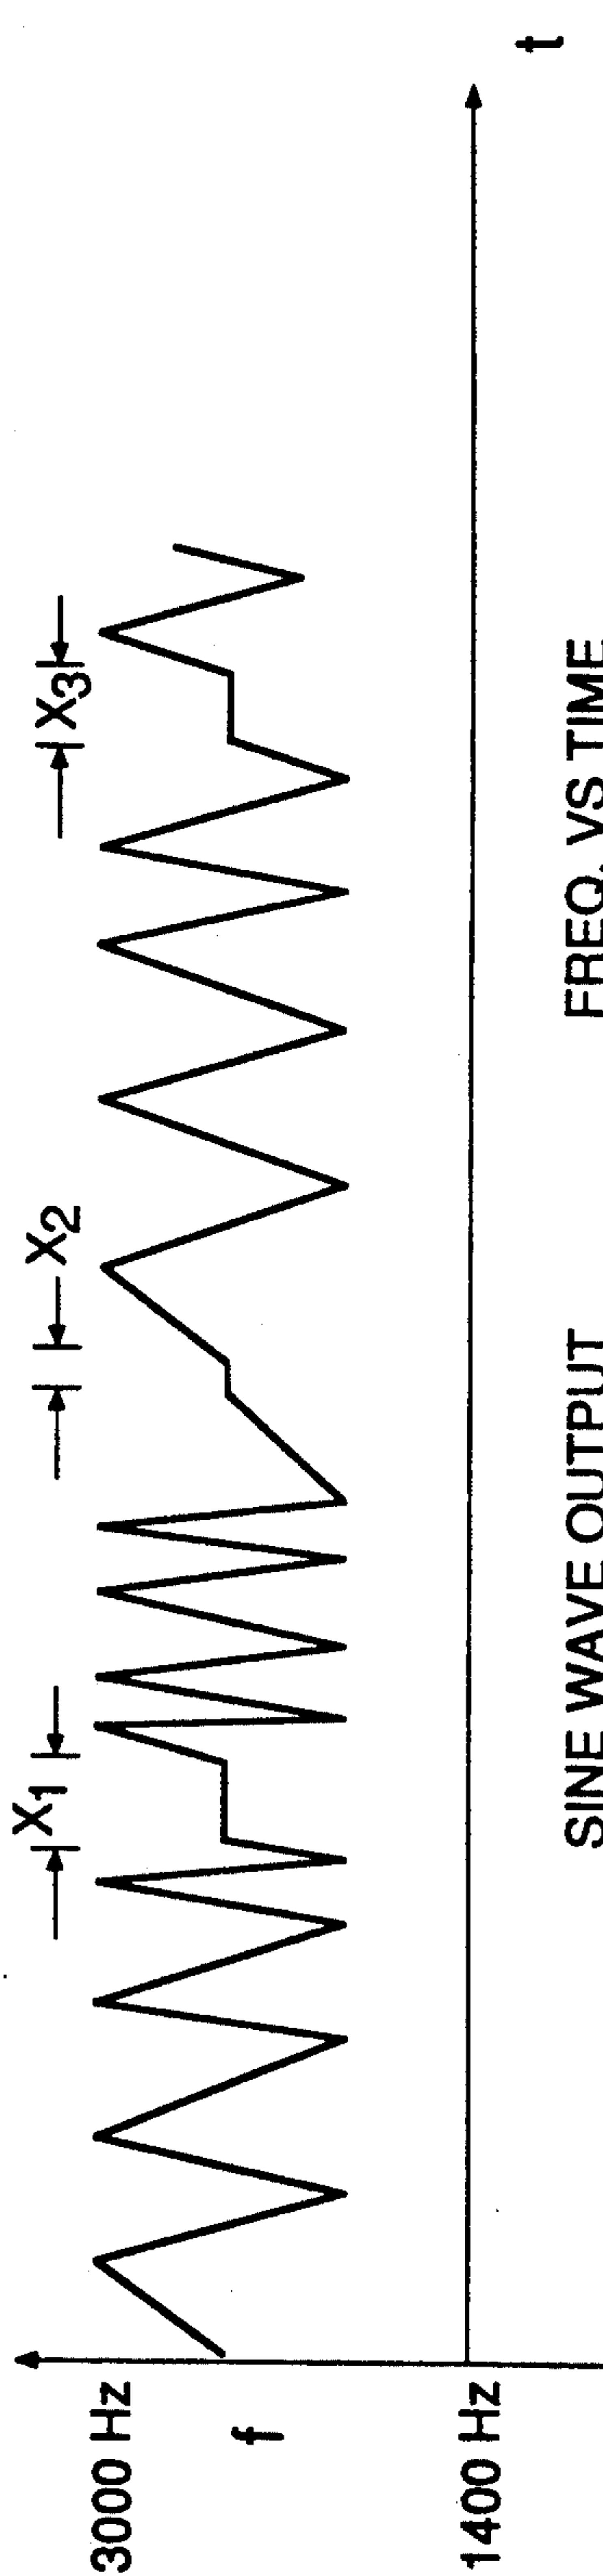 X1
X2
X3
3000 Hz
f
1400 Hz
t
SINE WAVE OUTPUT
FREQ. VS TIME